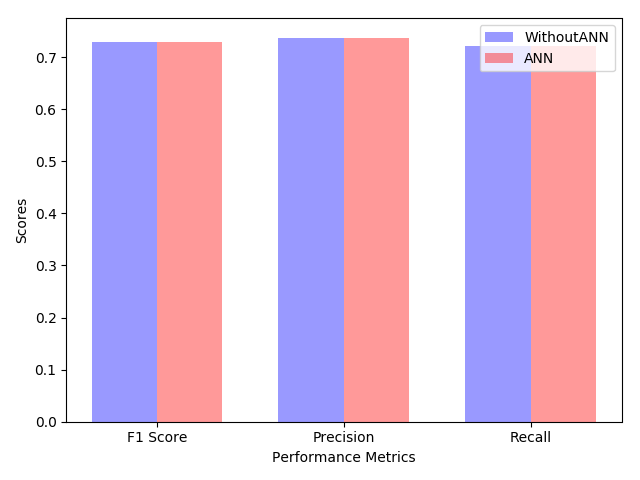 WithoutANN
ANN
0.7
0.6
0.5
0.4
0.3
0.2
0.1
0.0
Scores
F1 Score Precision Recall
Performance Metrics